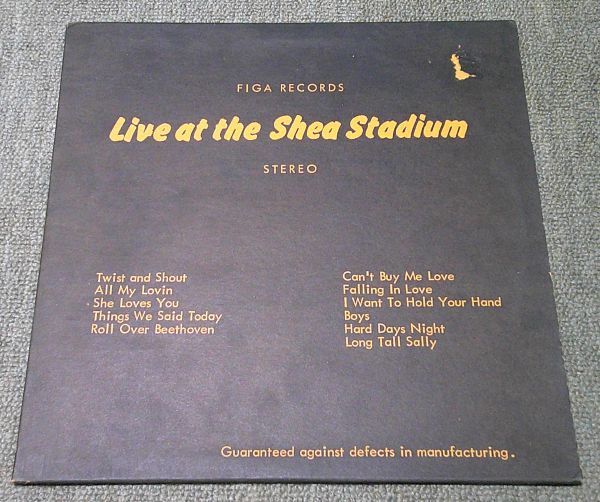 FIGA RECORDS
Live at the Shea Stadium
STEREO
Twist and Shout
All My Lovin
She Loves You
Things We Said Today
Roll Over Beethoven
Can't Buy Me Love
Falling In Love
I Want To Hold Your Hand
Boys
Hard Days Night
Long Tall Sally
Guaranteed against defects in manufacturing.